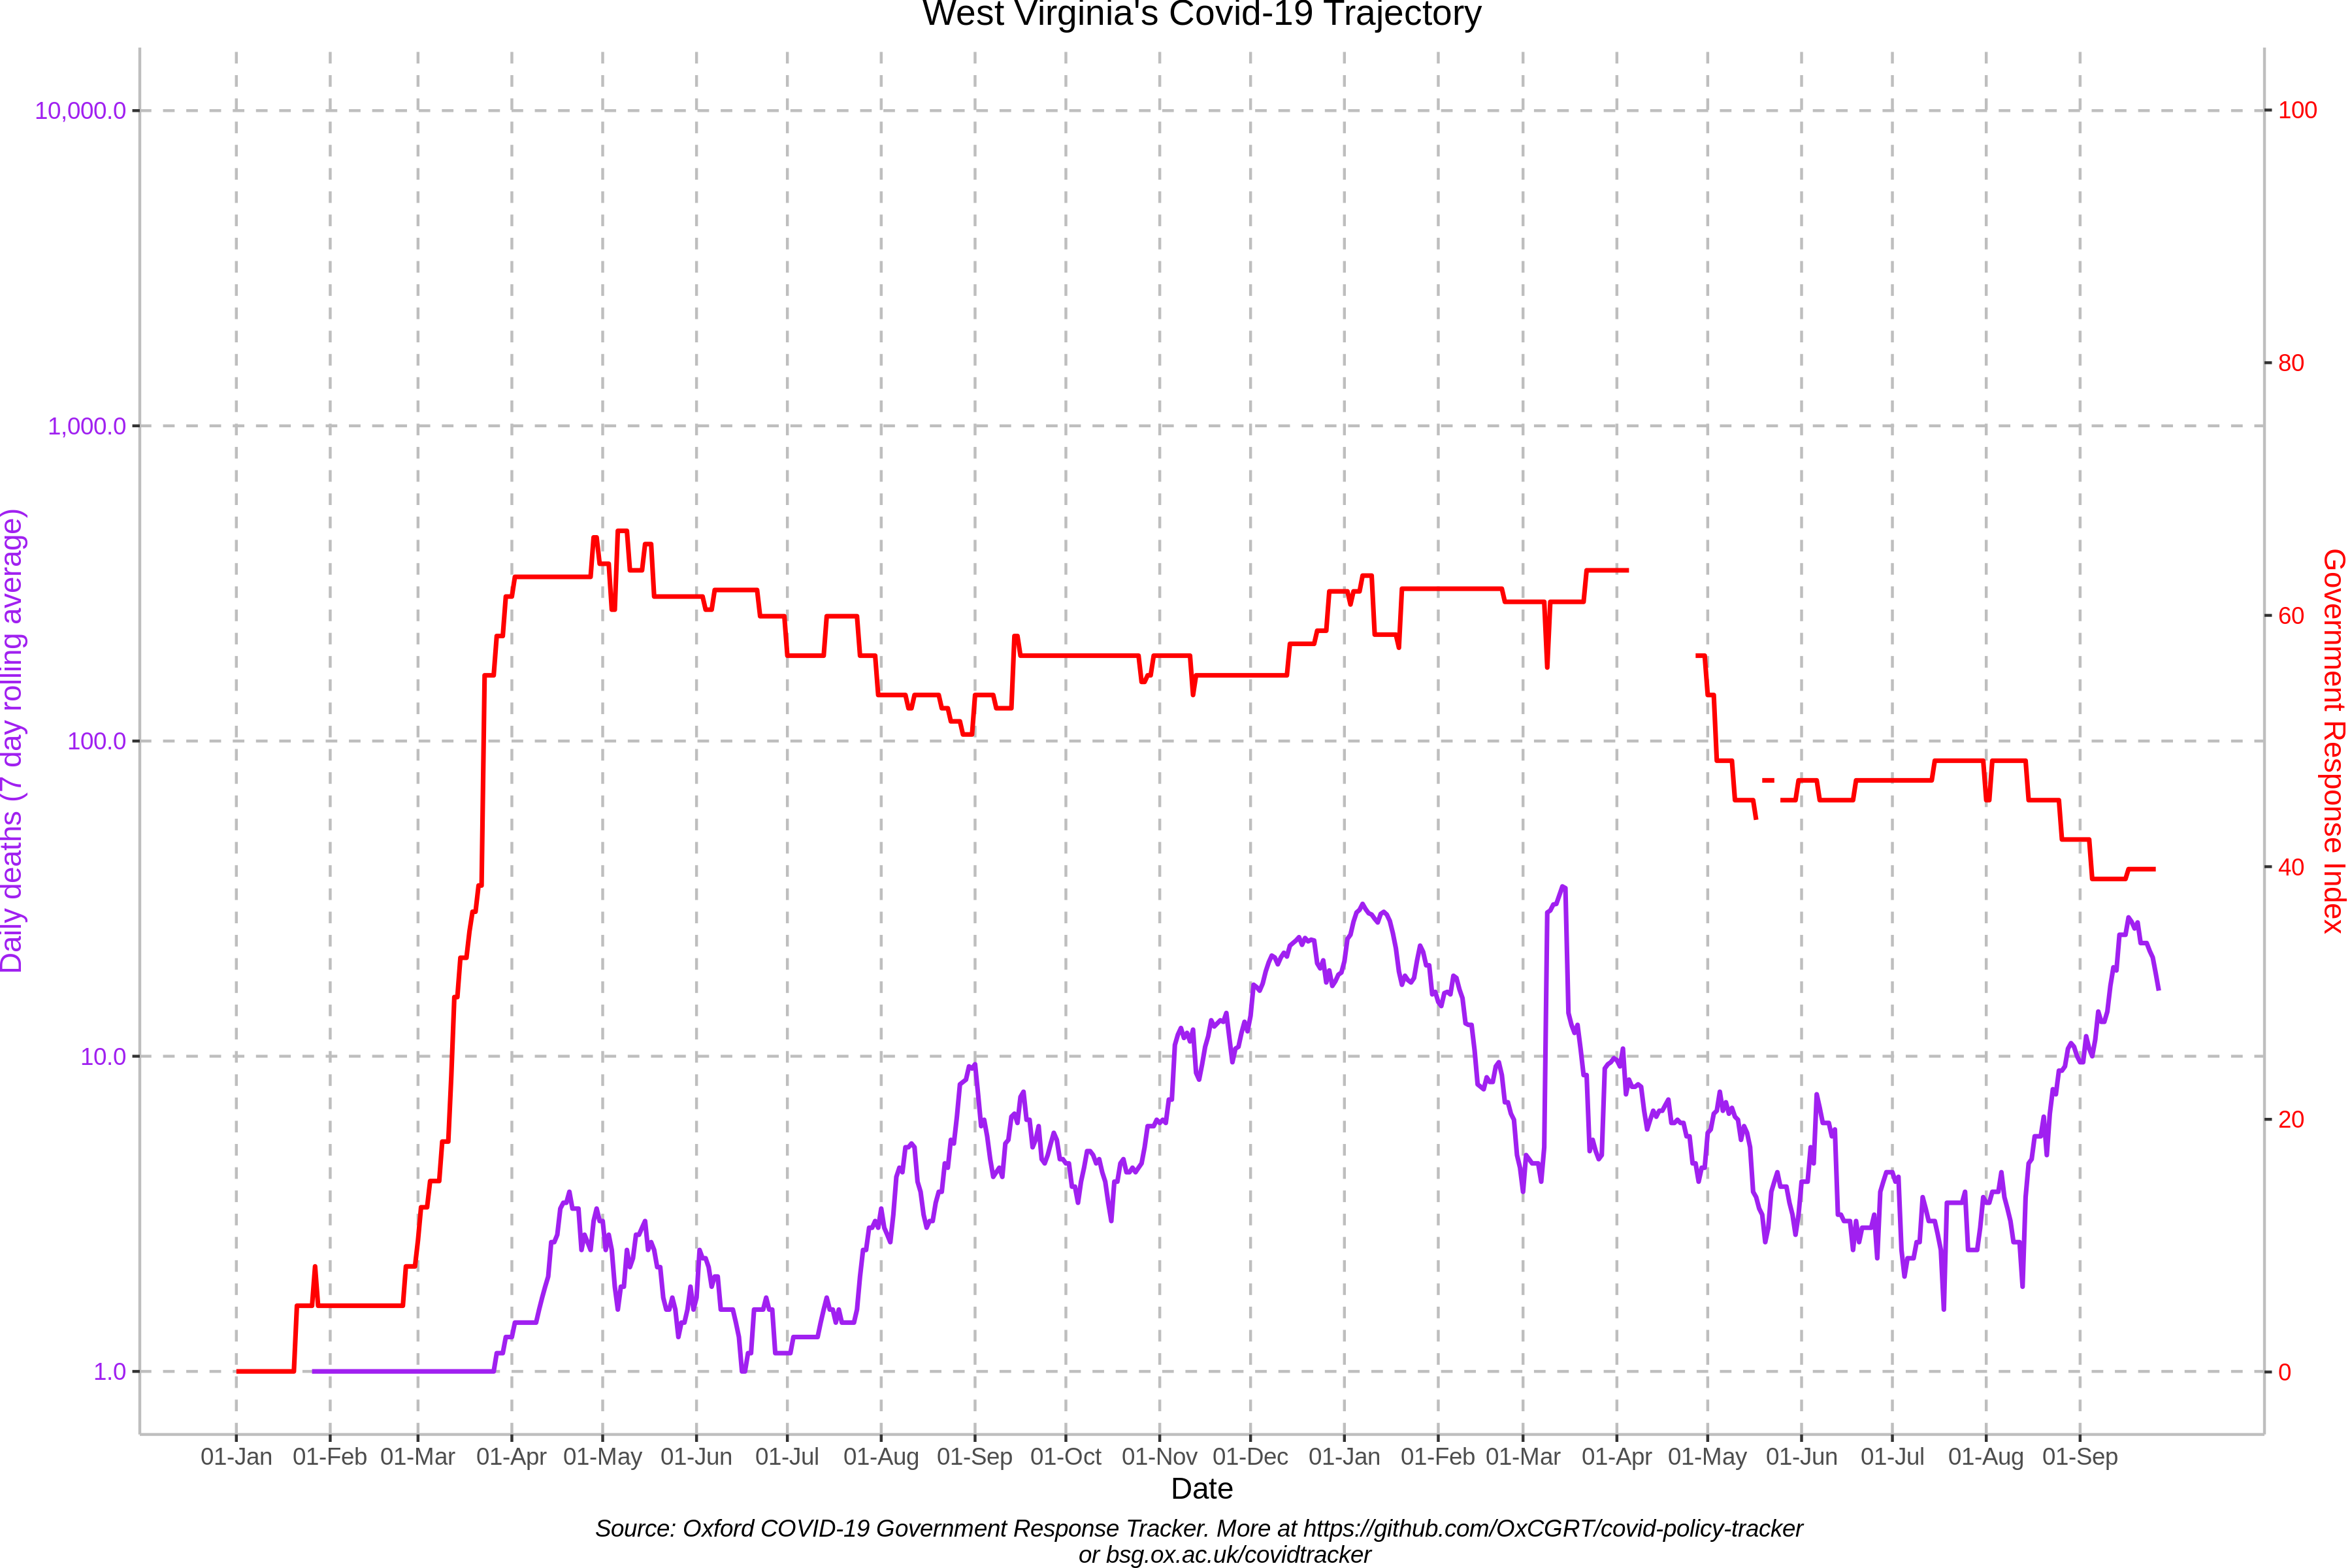 West Virginia's Covid-19 Trajectory
10,000.0
1,000.0
100.0
10.0
1.0
Daily deaths (7 day rolling average)
100
80
60
40
20
0
Government Response Index
01-Jan 01-Feb 01-Mar 01-Apr 01-May 01-Jun 01-Jul 01-Aug 01-Sep 01-Oct 01-Nov 01-Dec 01-Jan 01-Feb 01-Mar 01-Apr 01-May 01-Jun 01-Jul 01-Aug 01-Sep
Date
Source: Oxford COVID-19 Government Response Tracker. More at https://github.com/OxCGRT/covid-policy-tracker
or bsg.ox.ac.uk/covidtracker